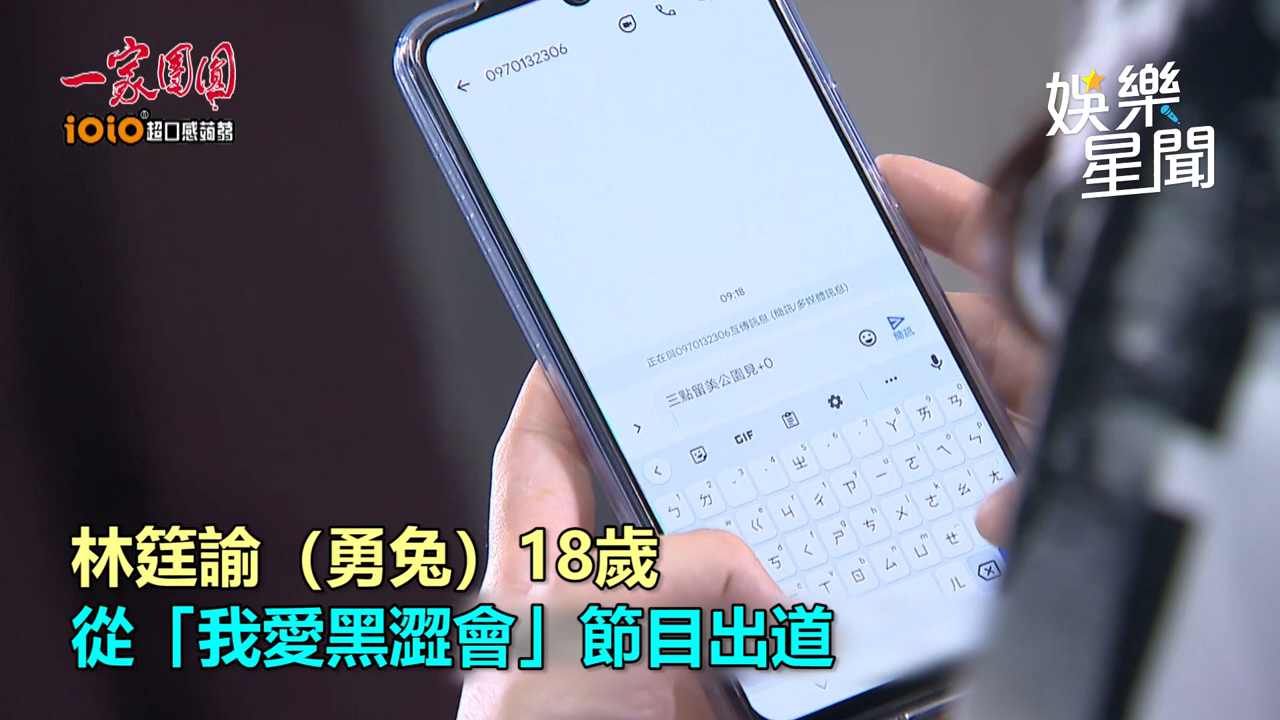 一家團圓
ioio®超口感蒟蒻
娛樂
星聞
0970132306
09:18
正在與0970132306互傳訊息 (簡訊/多媒體訊息)
三點留美公園見+0
簡訊
GIF
林筳諭（勇兔）18歲
從「我愛黑澀會」節目出道